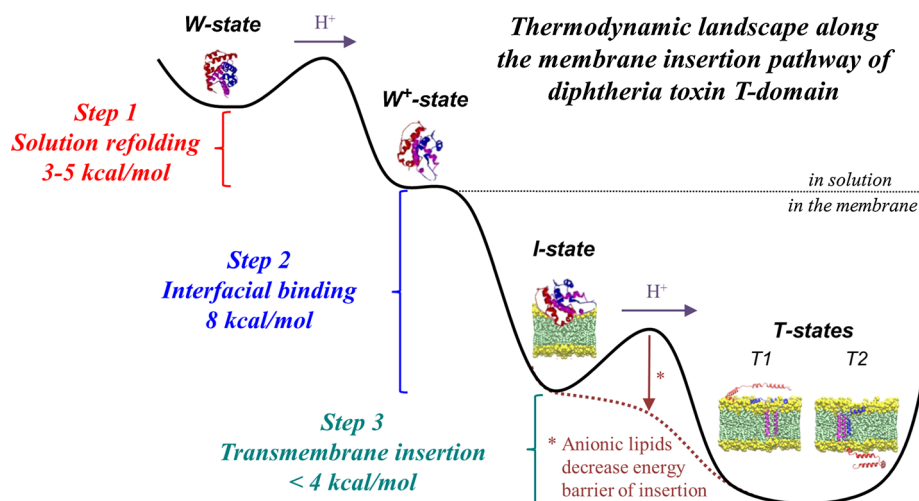 Thermodynamic landscape along
the membrane insertion pathway of
diphtheria toxin T-domain
W-state
H⁺
Step 1
Solution refolding
3-5 kcal/mol
W⁺-state
in solution
in the membrane
Step 2
Interfacial binding
8 kcal/mol
I-state
H⁺
T-states
T1
T2
*
Step 3
Transmembrane insertion
< 4 kcal/mol
* Anionic lipids
decrease energy
barrier of insertion